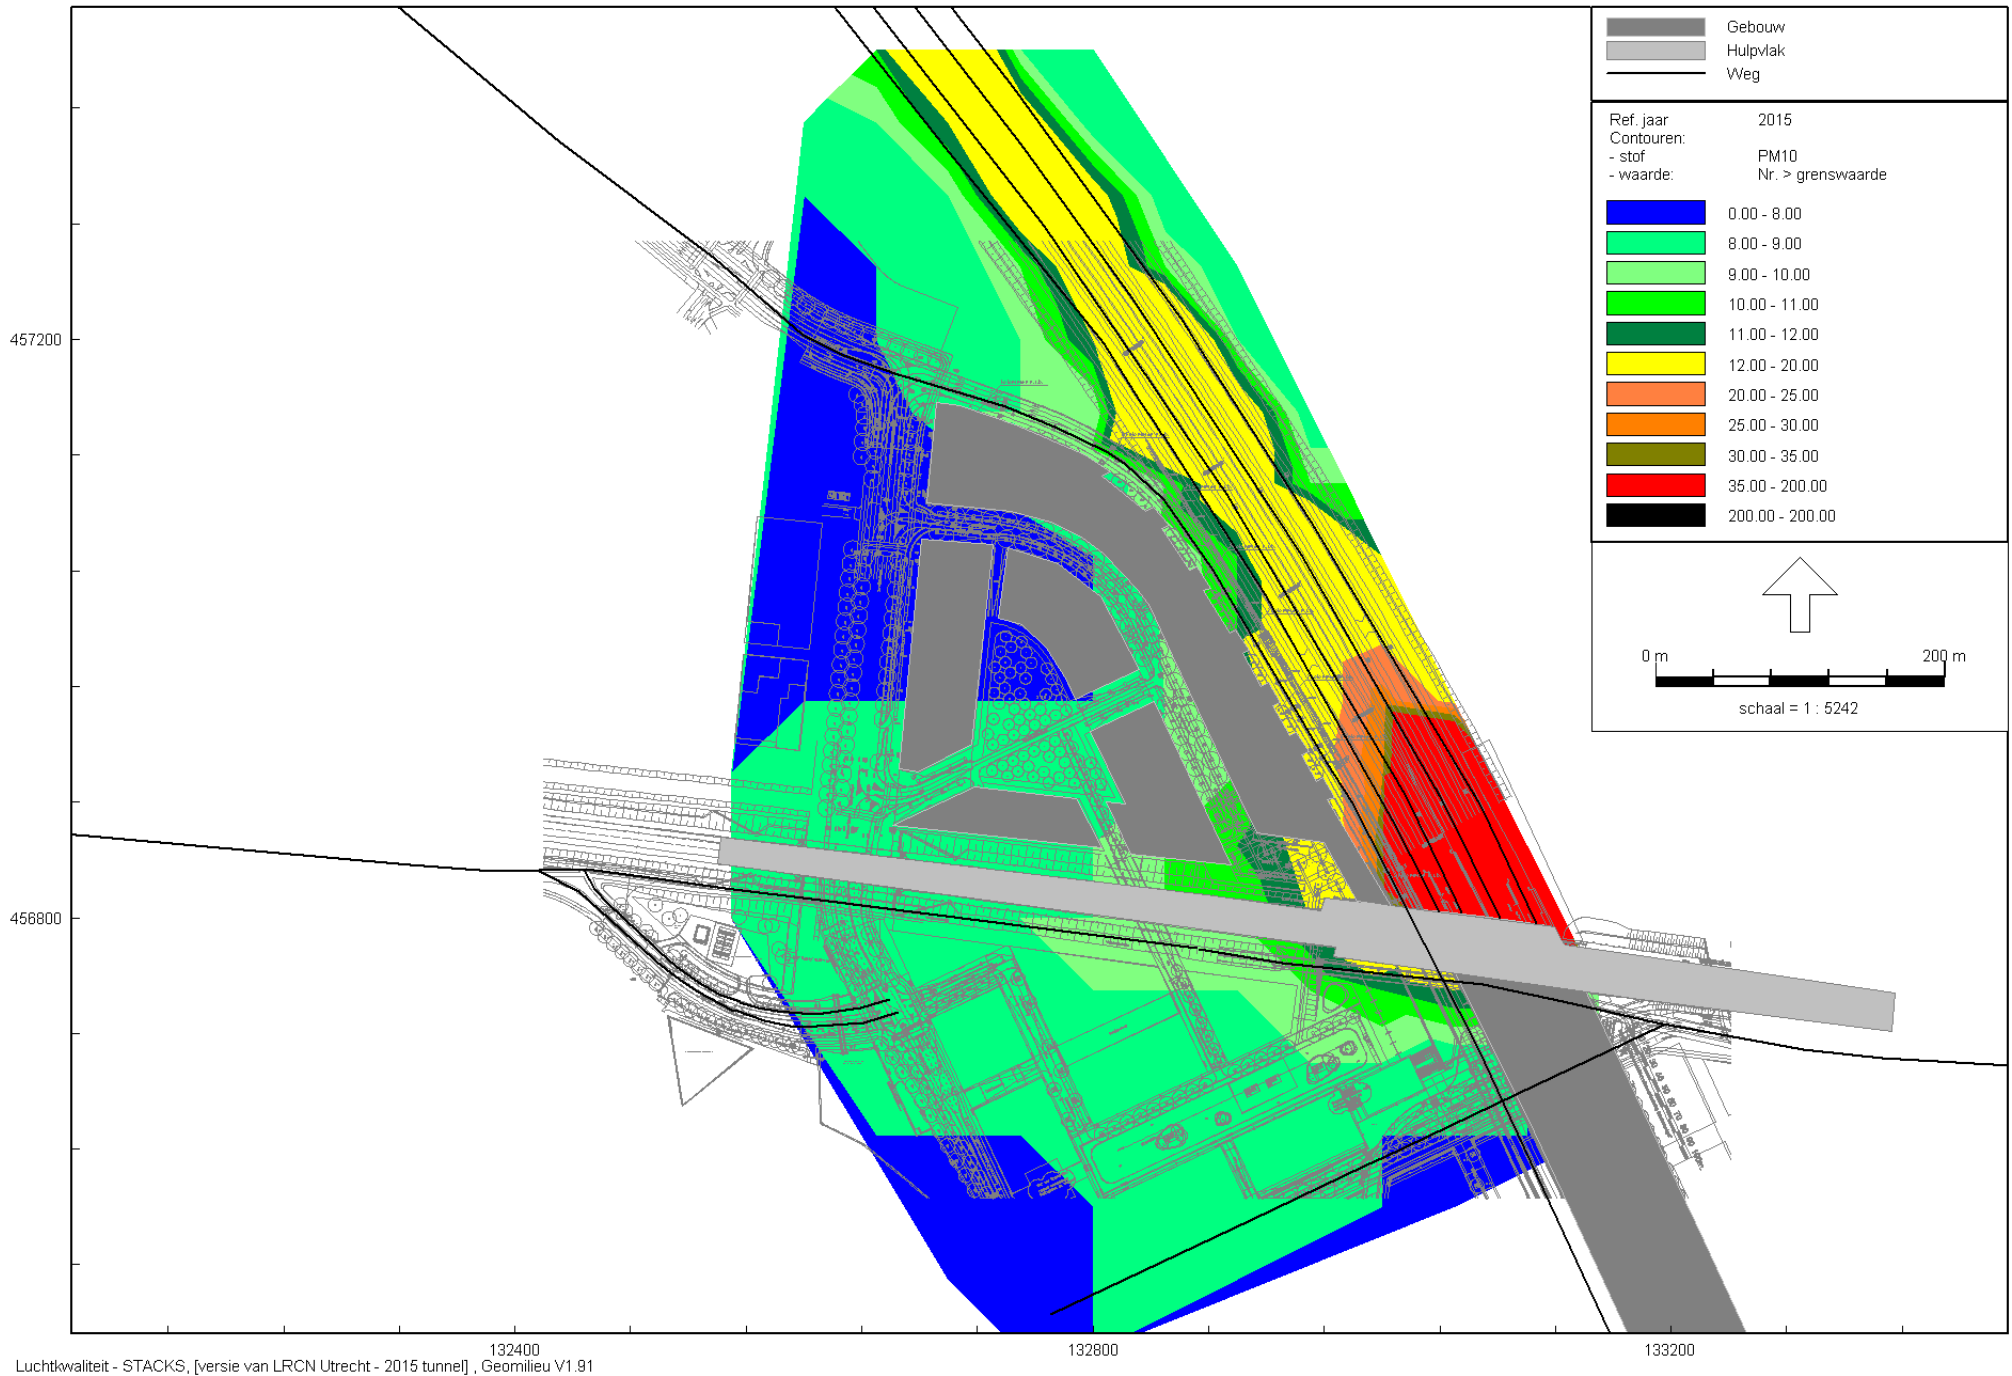 Gebouw
Hulpvlak
Weg
Ref. jaar 2015
Contouren:
- stof PM10
- waarde: Nr. > grenswaarde
0.00 - 8.00
8.00 - 9.00
9.00 - 10.00
10.00 - 11.00
11.00 - 12.00
12.00 - 20.00
20.00 - 25.00
25.00 - 30.00
30.00 - 35.00
35.00 - 200.00
200.00 - 200.00
0 m 200 m
schaal = 1 : 5242
457200
456800
132400 132800 133200
Luchtkwaliteit - STACKS, [versie van LRCN Utrecht - 2015 tunnel] , Geomilieu V1.91